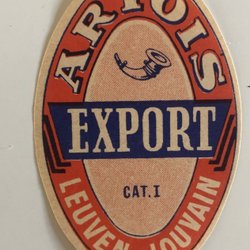 ARTOIS
EXPORT
CAT. I
LEUVEN - LOUVAIN